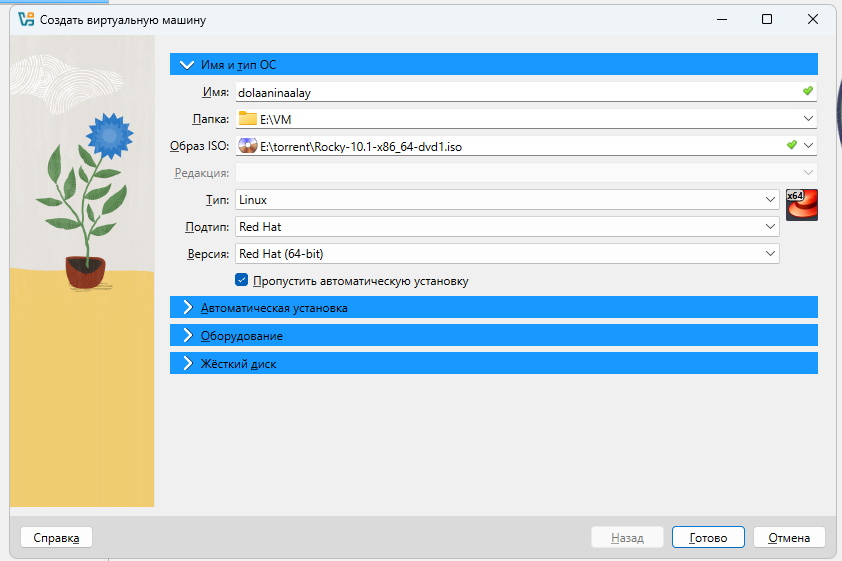 Создать виртуальную машину
Имя и тип ОС
Имя: dolaaninaalay
Папка: E:\VM
Образ ISO: E:\torrent\Rocky-10.1-x86_64-dvd1.iso
Редакция:
Тип: Linux
x64
Подтип: Red Hat
Версия: Red Hat (64-bit)
Пропустить автоматическую установку
Автоматическая установка
Оборудование
Жёсткий диск
Справка Назад Готово Отмена